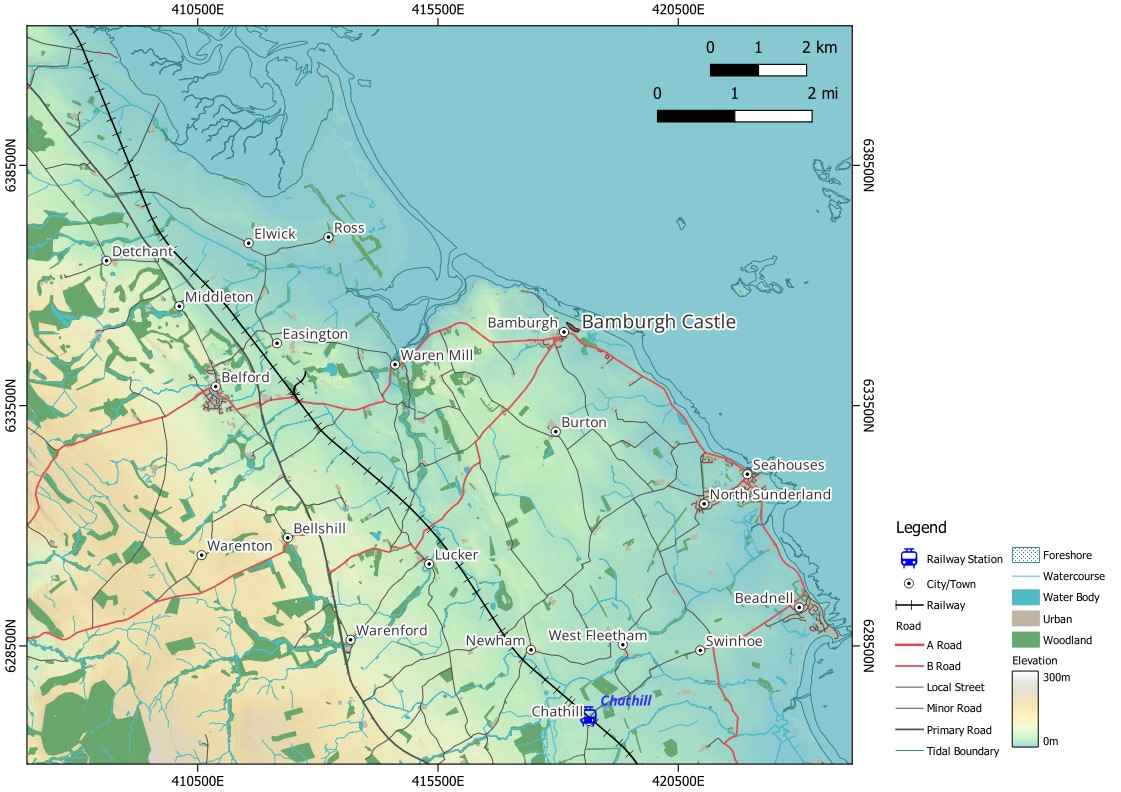 410500E
415500E
420500E
0 1 2 km
0 1 2 mi
638500N
638500N
Elwick
Ross
Detchant
Middleton
Bamburgh
Bamburgh Castle
Easington
Waren Mill
Belford
633500N
633500N
Burton
Seahouses
North Sunderland
Bellshill
Warenton
Lucker
Beadnell
Warenford
Newham
West Fleetham
Swinhoe
628500N
628500N
Chathill
Chathill
410500E
415500E
420500E
Legend
Railway Station
City/Town
Railway
Road
A Road
B Road
Local Street
Minor Road
Primary Road
Tidal Boundary
Foreshore
Watercourse
Water Body
Urban
Woodland
Elevation
300m
0m